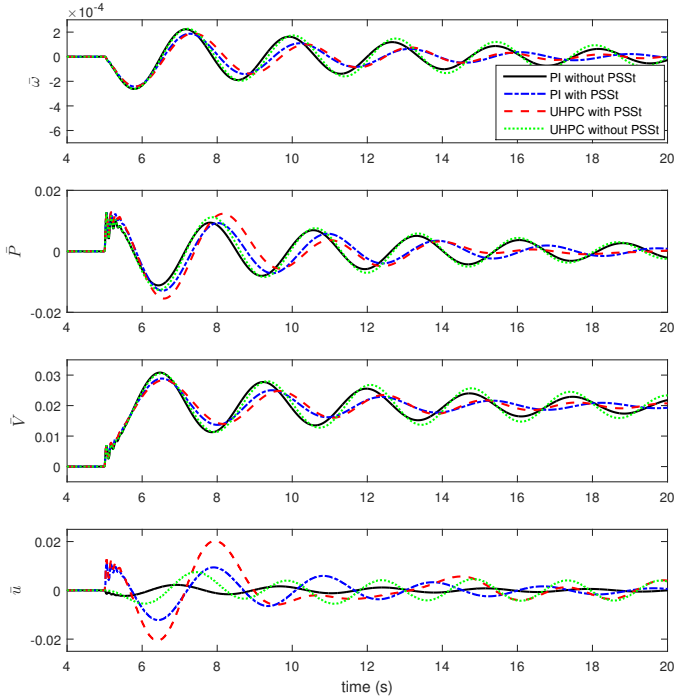 ×10⁻⁴
2
0
-2
-4
-6
ω̄
4 6 8 10 12 14 16 18 20
PI without PSSt
PI with PSSt
UHPC with PSSt
UHPC without PSSt
0.02
0
-0.02
P̄
4 6 8 10 12 14 16 18 20
0.03
0.02
0.01
0
V̄
4 6 8 10 12 14 16 18 20
0.02
0
-0.02
ū
4 6 8 10 12 14 16 18 20
time (s)